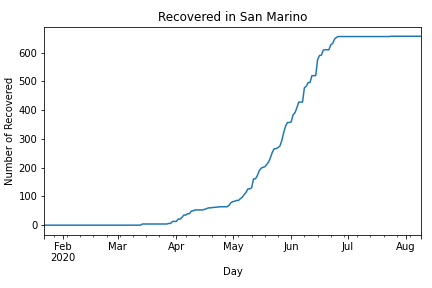 Recovered in San Marino
Number of Recovered
600
500
400
300
200
100
0
Feb
2020
Mar
Apr
May
Jun
Jul
Aug
Day